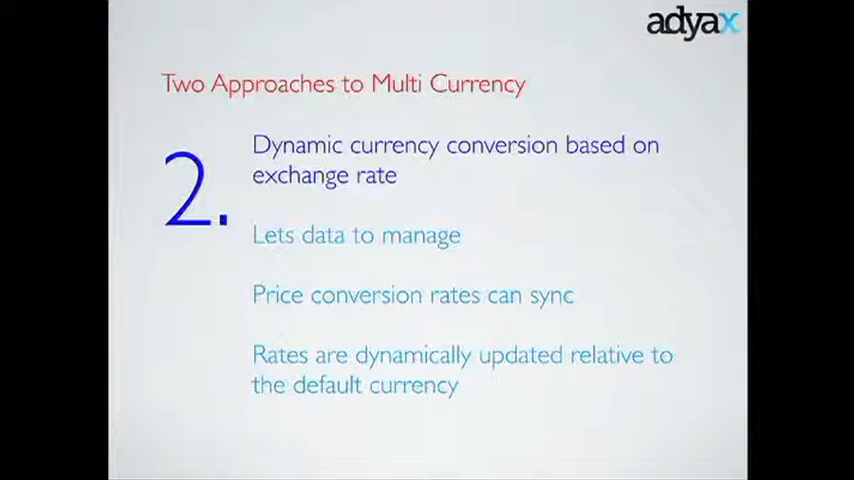 adyax
Two Approaches to Multi Currency
2.
Dynamic currency conversion based on
exchange rate
Lets data to manage
Price conversion rates can sync
Rates are dynamically updated relative to
the default currency